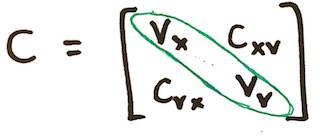 C = [ Vx Cxv
Cvx Vv ]